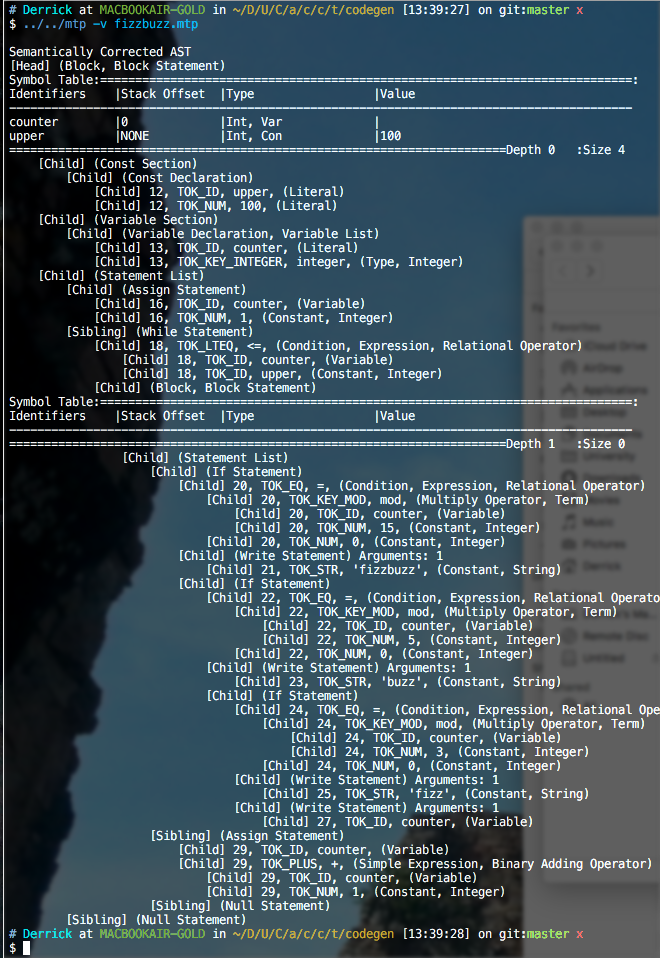 # Derrick at MACBOOKAIR-GOLD in ~/D/U/C/a/c/c/t/codegen [13:39:27] on git:master x
$ ../../mtp -v fizzbuzz.mtp
Semantically Corrected AST
[Head] (Block, Block Statement)
Symbol Table:============================================================================:
Identifiers    |Stack Offset  |Type                 |Value
-----------------------------------------------------------------------------------------
counter        |0             |Int, Var             |
upper          |NONE          |Int, Con             |100
=======================================================================Depth 0   :Size 4
    [Child] (Const Section)
        [Child] (Const Declaration)
            [Child] 12, TOK_ID, upper, (Literal)
            [Child] 12, TOK_NUM, 100, (Literal)
    [Child] (Variable Section)
        [Child] (Variable Declaration, Variable List)
            [Child] 13, TOK_ID, counter, (Literal)
            [Child] 13, TOK_KEY_INTEGER, integer, (Type, Integer)
    [Child] (Statement List)
        [Child] (Assign Statement)
            [Child] 16, TOK_ID, counter, (Variable)
            [Child] 16, TOK_NUM, 1, (Constant, Integer)
        [Sibling] (While Statement)
            [Child] 18, TOK_LTEQ, <=, (Condition, Expression, Relational Operator)
                [Child] 18, TOK_ID, counter, (Variable)
                [Child] 18, TOK_ID, upper, (Constant, Integer)
            [Child] (Block, Block Statement)
Symbol Table:============================================================================:
Identifiers    |Stack Offset  |Type                 |Value
-----------------------------------------------------------------------------------------
=======================================================================Depth 1   :Size 0
                [Child] (Statement List)
                    [Child] (If Statement)
                        [Child] 20, TOK_EQ, =, (Condition, Expression, Relational Operator)
                            [Child] 20, TOK_KEY_MOD, mod, (Multiply Operator, Term)
                                [Child] 20, TOK_ID, counter, (Variable)
                                [Child] 20, TOK_NUM, 15, (Constant, Integer)
                            [Child] 20, TOK_NUM, 0, (Constant, Integer)
                        [Child] (Write Statement) Arguments: 1
                            [Child] 21, TOK_STR, 'fizzbuzz', (Constant, String)
                        [Child] (If Statement)
                            [Child] 22, TOK_EQ, =, (Condition, Expression, Relational Operato
                                [Child] 22, TOK_KEY_MOD, mod, (Multiply Operator, Term)
                                    [Child] 22, TOK_ID, counter, (Variable)
                                    [Child] 22, TOK_NUM, 5, (Constant, Integer)
                                [Child] 22, TOK_NUM, 0, (Constant, Integer)
                            [Child] (Write Statement) Arguments: 1
                                [Child] 23, TOK_STR, 'buzz', (Constant, String)
                            [Child] (If Statement)
                                [Child] 24, TOK_EQ, =, (Condition, Expression, Relational Ope
                                    [Child] 24, TOK_KEY_MOD, mod, (Multiply Operator, Term)
                                        [Child] 24, TOK_ID, counter, (Variable)
                                        [Child] 24, TOK_NUM, 3, (Constant, Integer)
                                    [Child] 24, TOK_NUM, 0, (Constant, Integer)
                                [Child] (Write Statement) Arguments: 1
                                    [Child] 25, TOK_STR, 'fizz', (Constant, String)
                                [Child] (Write Statement) Arguments: 1
                                    [Child] 27, TOK_ID, counter, (Variable)
                    [Sibling] (Assign Statement)
                        [Child] 29, TOK_ID, counter, (Variable)
                        [Child] 29, TOK_PLUS, +, (Simple Expression, Binary Adding Operator)
                            [Child] 29, TOK_ID, counter, (Variable)
                            [Child] 29, TOK_NUM, 1, (Constant, Integer)
                    [Sibling] (Null Statement)
        [Sibling] (Null Statement)
# Derrick at MACBOOKAIR-GOLD in ~/D/U/C/a/c/c/t/codegen [13:39:28] on git:master x
$
Favorites
iCloud Drive
AirDrop
Applications
Desktop
University
Movies
Music
Pictures
Derrick
Remote Disc
Untitled